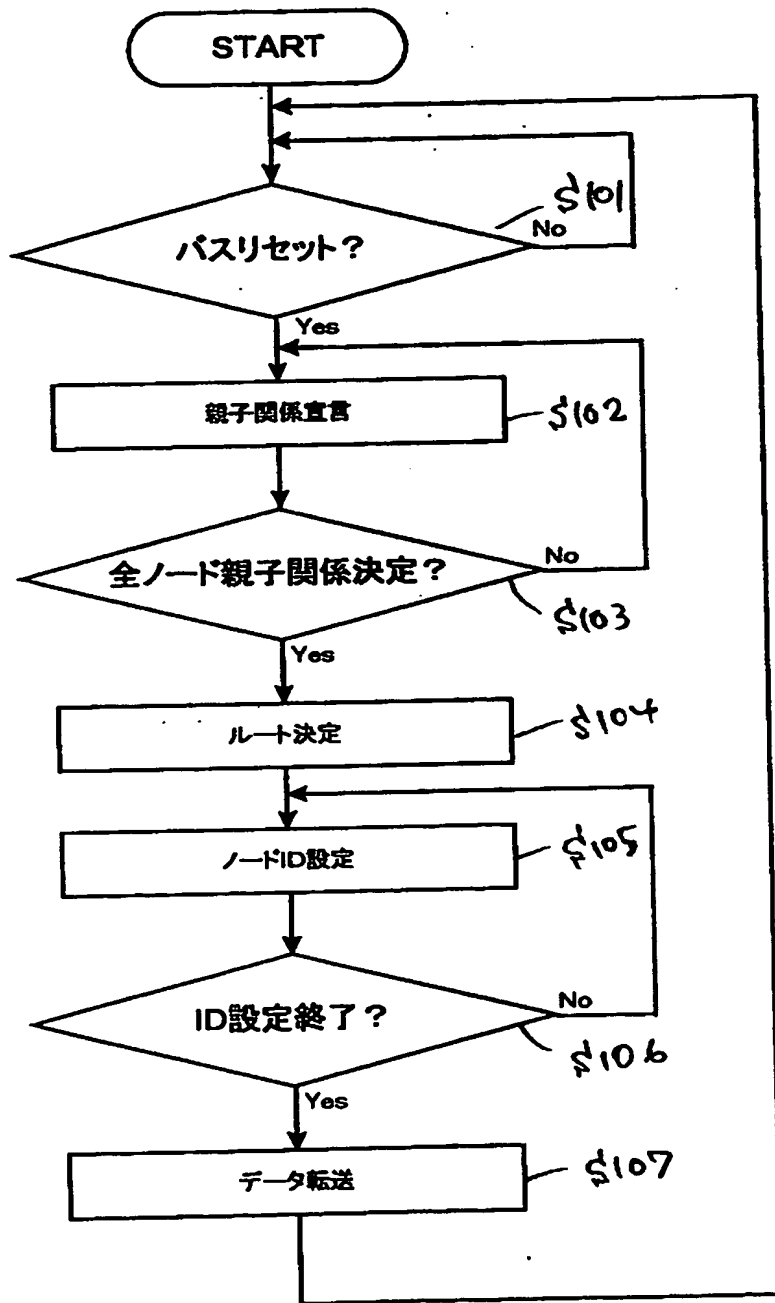 START
バスリセット？
S101
No
Yes
親子関係宣言
S102
全ノード親子関係決定？
No
S103
Yes
ルート決定
S104
ノードID設定
S105
ID設定終了？
No
S106
Yes
データ転送
S107